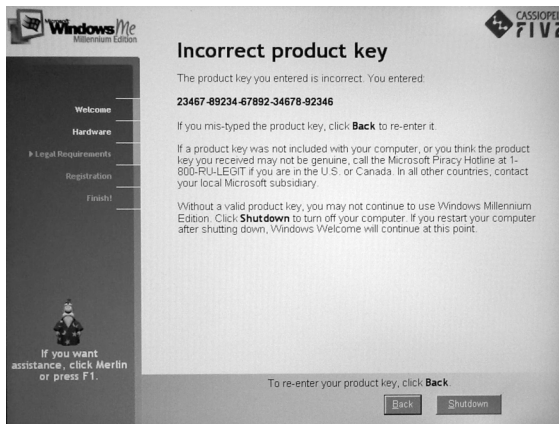 Microsoft
Windows Me
Millennium Edition
CASSIOPEI
FIV
Incorrect product key
The product key you entered is incorrect. You entered:
23467-89234-67892-34678-92346
If you mis-typed the product key, click Back to re-enter it.
If a product key was not included with your computer, or you think the product
key you received may not be genuine, call the Microsoft Piracy Hotline at 1-
800-RU-LEGIT if you are in the U.S. or Canada. In all other countries, contact
your local Microsoft subsidiary.
Without a valid product key, you may not continue to use Windows Millennium
Edition. Click Shutdown to turn off your computer. If you restart your computer
after shutting down, Windows Welcome will continue at this point.
Welcome
Hardware
Legal Requirements
Registration
Finish!
If you want
assistance, click Merlin
or press F1.
To re-enter your product key, click Back.
Back
Shutdown